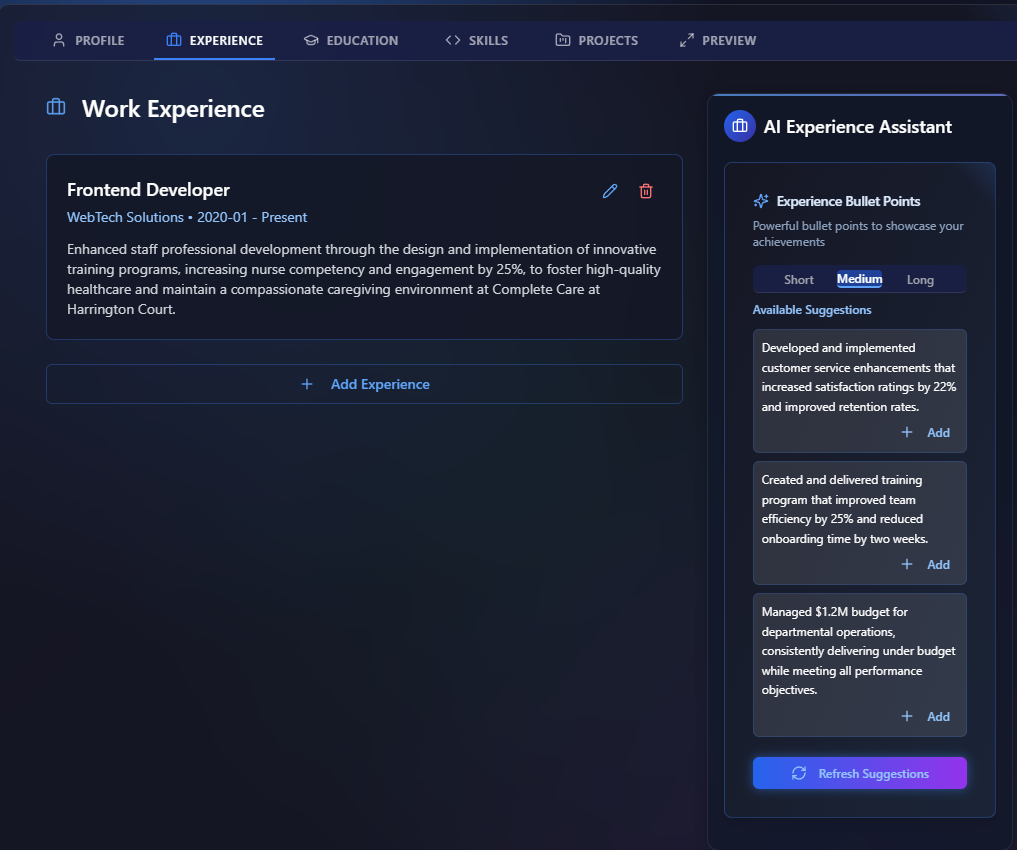 PROFILE
EXPERIENCE
EDUCATION
SKILLS
PROJECTS
PREVIEW
Work Experience
Frontend Developer
WebTech Solutions • 2020-01 - Present
Enhanced staff professional development through the design and implementation of innovative
training programs, increasing nurse competency and engagement by 25%, to foster high-quality
healthcare and maintain a compassionate caregiving environment at Complete Care at
Harrington Court.
Add Experience
AI Experience Assistant
Experience Bullet Points
Powerful bullet points to showcase your
achievements
Short
Medium
Long
Available Suggestions
Developed and implemented
customer service enhancements that
increased satisfaction ratings by 22%
and improved retention rates.
Add
Created and delivered training
program that improved team
efficiency by 25% and reduced
onboarding time by two weeks.
Add
Managed $1.2M budget for
departmental operations,
consistently delivering under budget
while meeting all performance
objectives.
Add
Refresh Suggestions